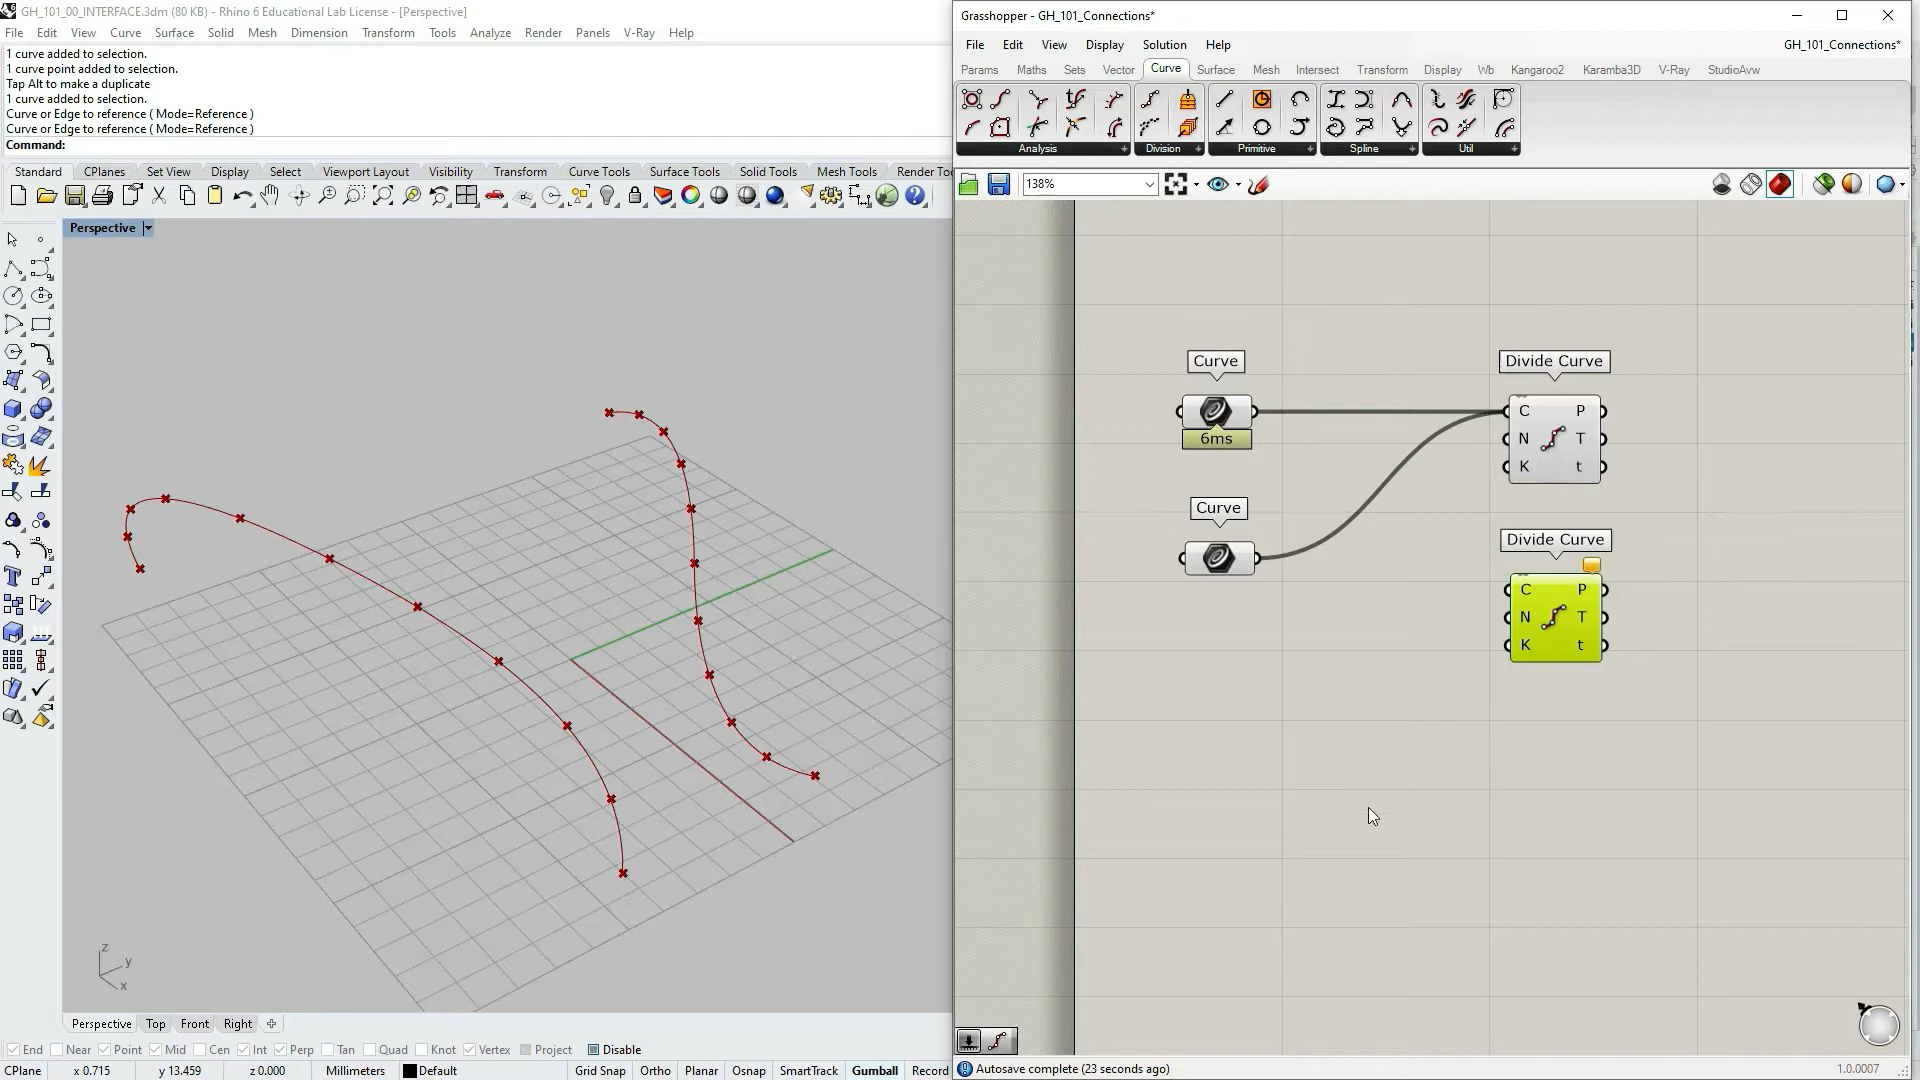 GH_101_00_INTERFACE.3dm (80 KB) - Rhino 6 Educational Lab License - [Perspective]
File Edit View Curve Surface Solid Mesh Dimension Transform Tools Analyze Render Panels V-Ray Help
1 curve added to selection.
1 curve point added to selection.
Tap Alt to make a duplicate
1 curve added to selection.
Curve or Edge to reference ( Mode=Reference )
Curve or Edge to reference ( Mode=Reference )
Command:
Standard CPlanes Set View Display Select Viewport Layout Visibility Transform Curve Tools Surface Tools Solid Tools Mesh Tools Render Too
Perspective
z
y
x
Perspective Top Front Right
End Near Point Mid Cen Int Perp Tan Quad Knot Vertex Project Disable
CPlane x 0.715 y 13.459 z 0.000 Millimeters Default Grid Snap Ortho Planar Osnap SmartTrack Gumball Record
Grasshopper - GH_101_Connections*
File Edit View Display Solution Help GH_101_Connections*
Params Maths Sets Vector Curve Surface Mesh Intersect Transform Display Wb Kangaroo2 Karamba3D V-Ray StudioAvw
Analysis Division Primitive Spline Util
138%
Curve
6ms
Curve
Divide Curve
C P
N T
K t
Divide Curve
C P
N T
K t
Autosave complete (23 seconds ago) 1.0.0007